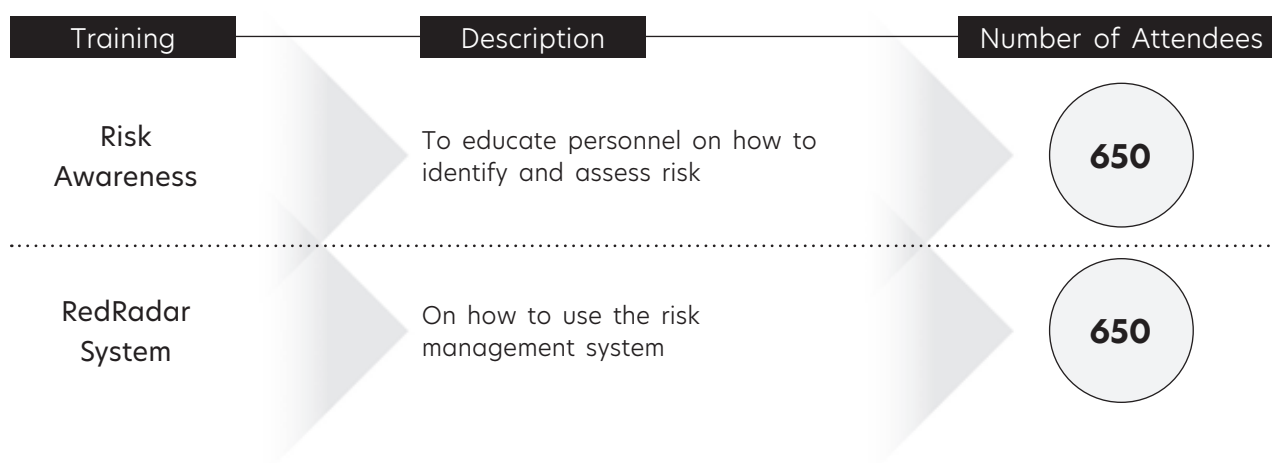 Training Description Number of Attendees
Risk
Awareness
To educate personnel on how to
identify and assess risk
650
RedRadar
System
On how to use the risk
management system
650